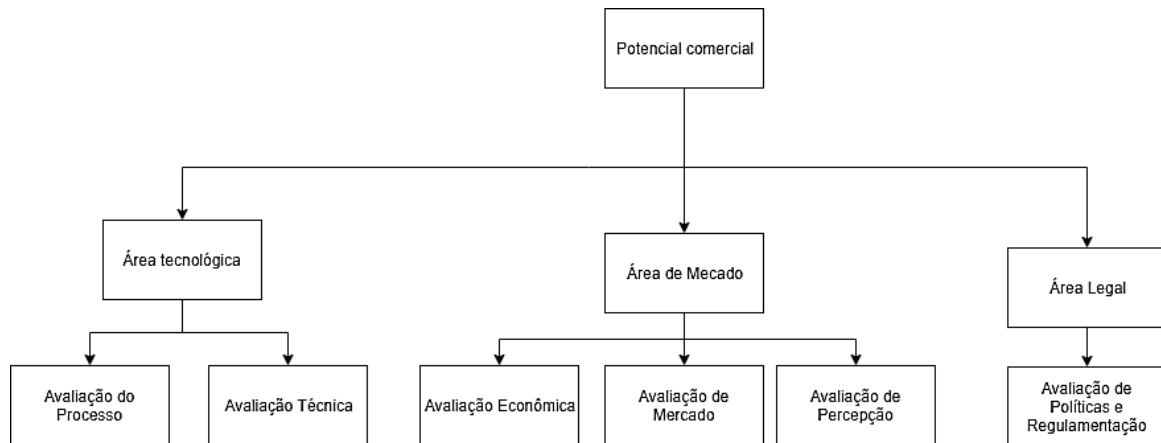 Potencial comercial
Área tecnológica
Área de Mecado
Área Legal
Avaliação do
Processo
Avaliação Técnica
Avaliação Econômica
Avaliação de
Mercado
Avaliação de
Percepção
Avaliação de
Políticas e
Regulamentação